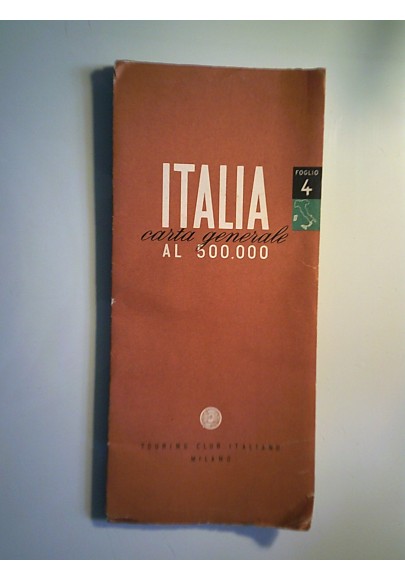 FOGLIO
4
ITALIA
carta generale
AL 500.000
TOURING CLUB ITALIANO
MILANO